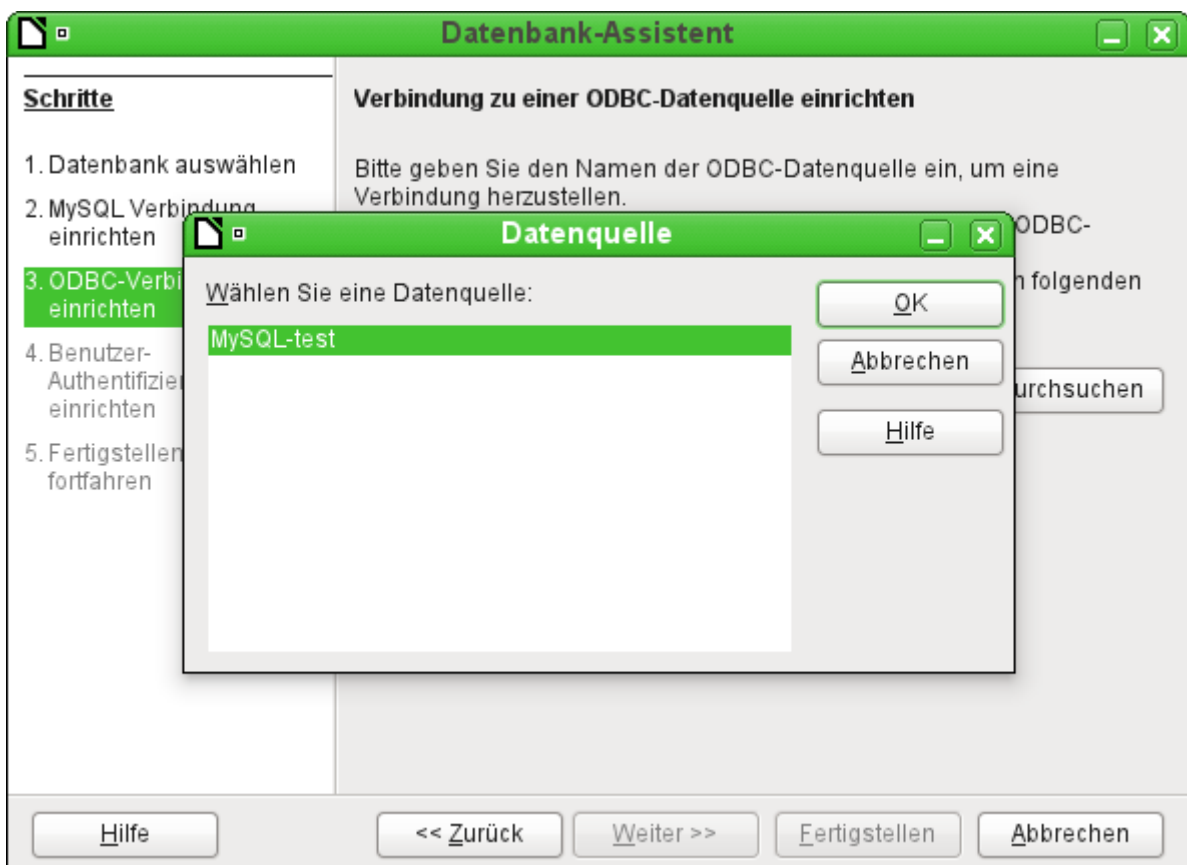 Datenbank-Assistent
Schritte
1. Datenbank auswählen
2. MySQL Verbindung
einrichten
3. ODBC-Verbi
einrichten
4. Benutzer-
Authentifizier
einrichten
5. Fertigstellen
fortfahren
Verbindung zu einer ODBC-Datenquelle einrichten
Bitte geben Sie den Namen der ODBC-Datenquelle ein, um eine
Verbindung herzustellen.
ODBC-
n folgenden
urchsuchen
Datenquelle
Wählen Sie eine Datenquelle:
MySQL-test
OK
Abbrechen
Hilfe
Hilfe
<< Zurück
Weiter >>
Fertigstellen
Abbrechen